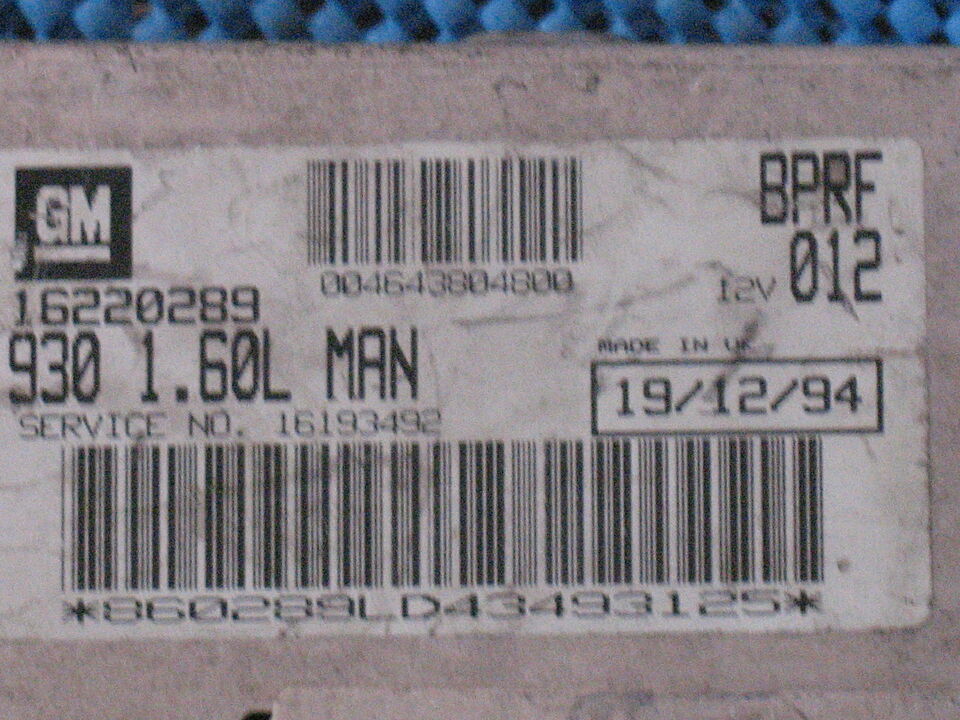 GM
004643804800
BPRF
12V 012
16220289
930 1.60L MAN
MADE IN UK
19/12/94
SERVICE NO. 16193492
*860289LD43493125*